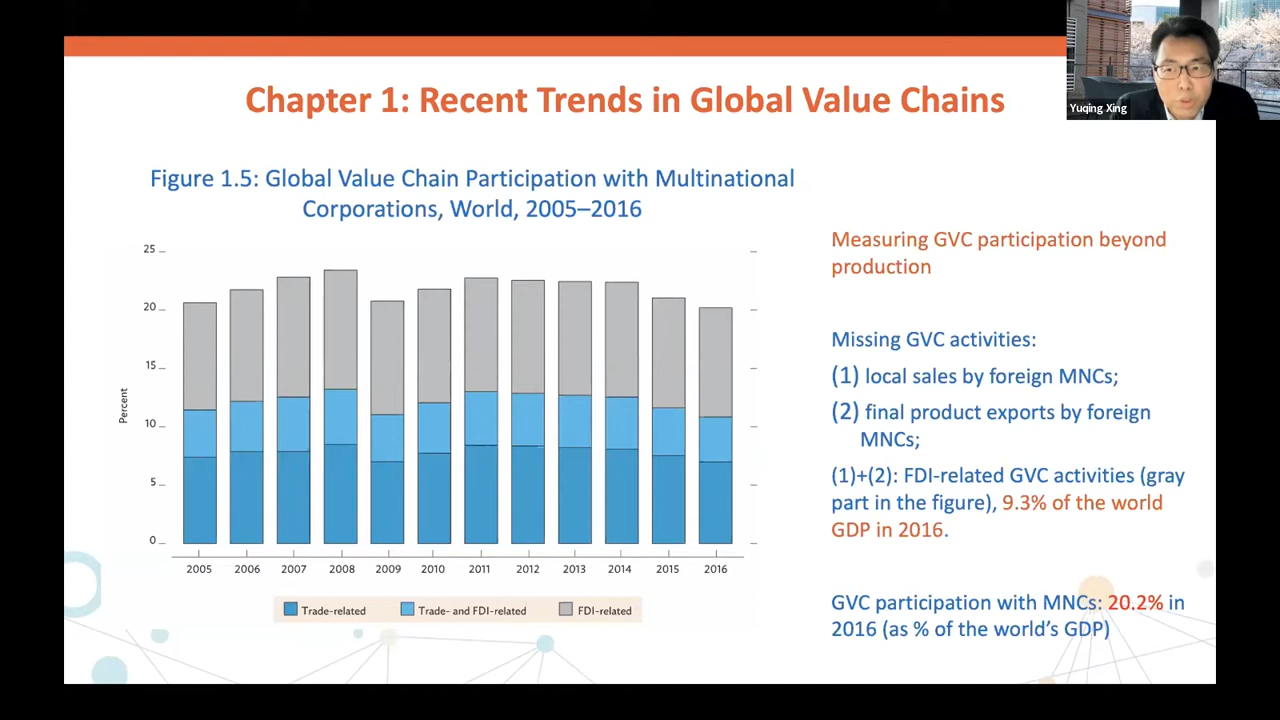 Chapter 1: Recent Trends in Global Value Chains
Yuqing Xing
Figure 1.5: Global Value Chain Participation with Multinational
Corporations, World, 2005–2016
25
20
15
10
5
0
Percent
2005 2006 2007 2008 2009 2010 2011 2012 2013 2014 2015 2016
Trade-related Trade- and FDI-related FDI-related
Measuring GVC participation beyond
production
Missing GVC activities:
(1) local sales by foreign MNCs;
(2) final product exports by foreign
MNCs;
(1)+(2): FDI-related GVC activities (gray
part in the figure), 9.3% of the world
GDP in 2016.
GVC participation with MNCs: 20.2% in
2016 (as % of the world's GDP)